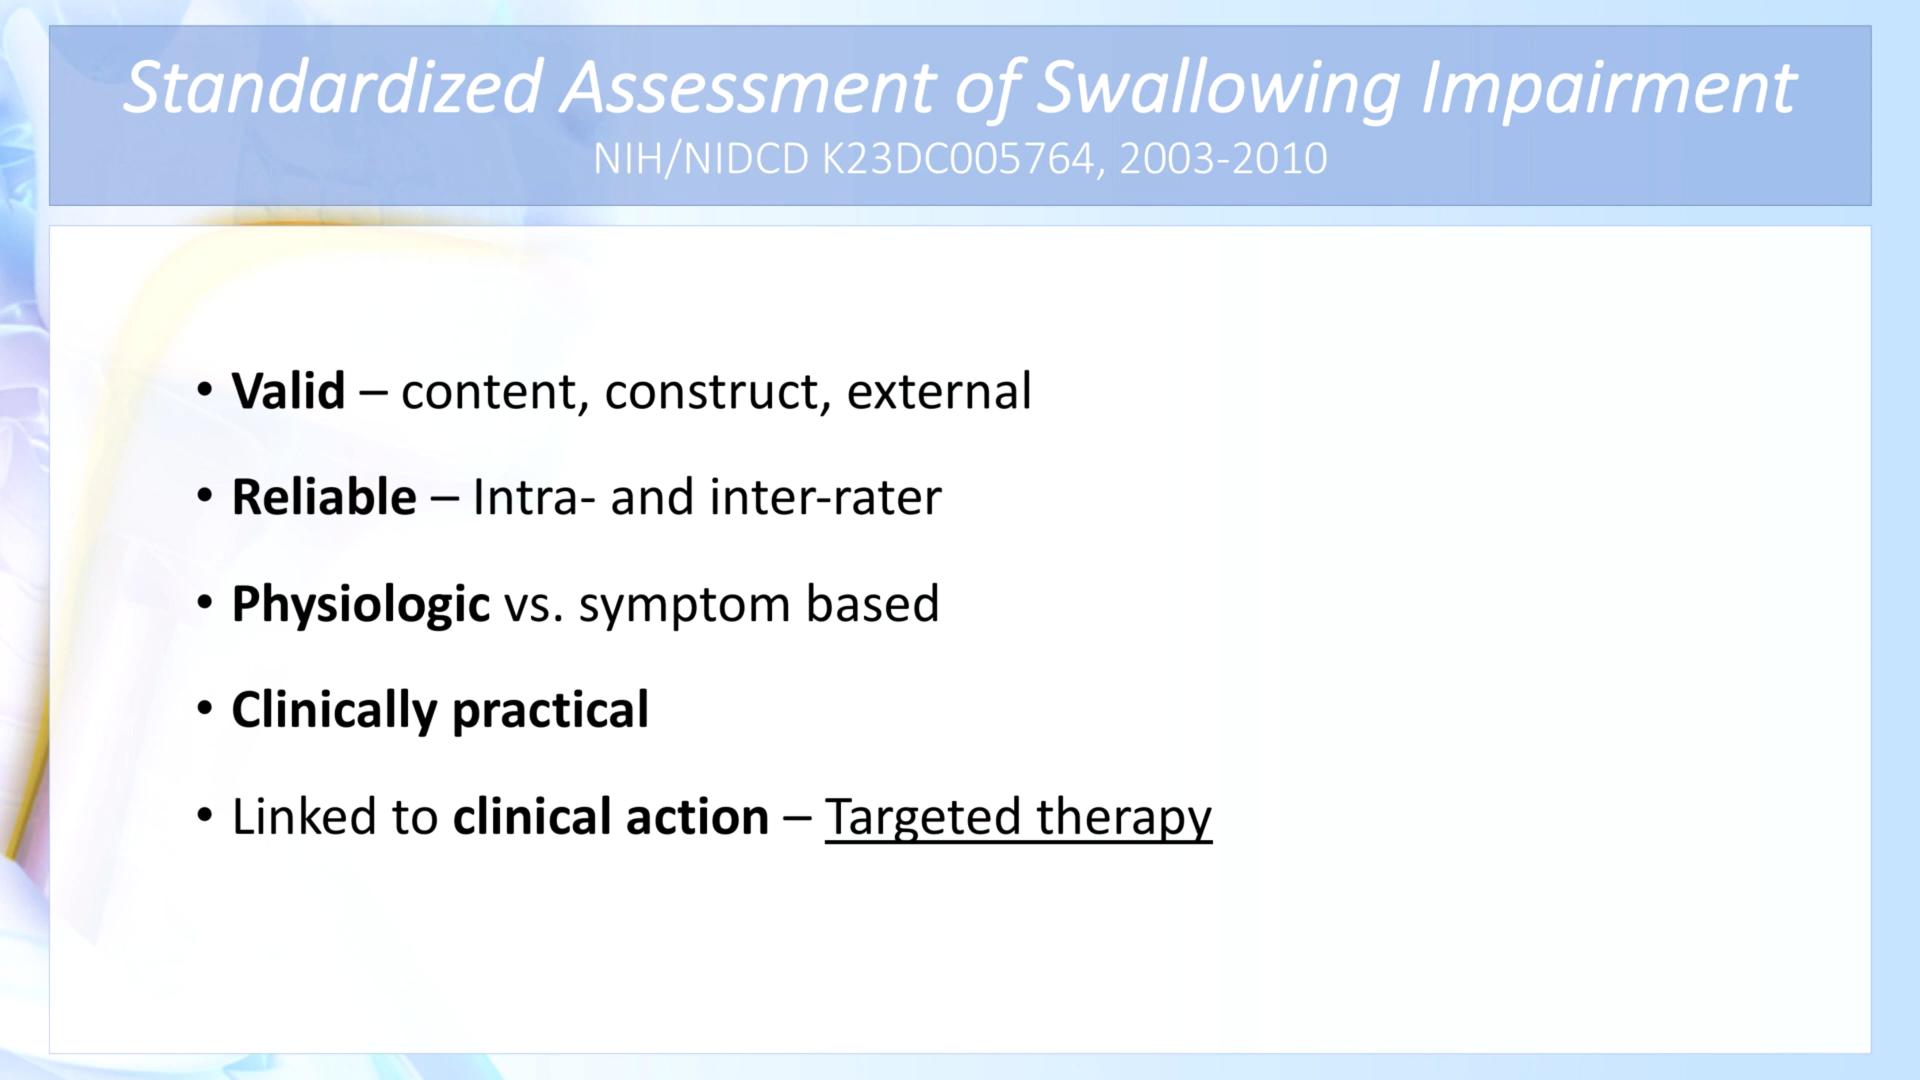 Standardized Assessment of Swallowing Impairment
NIH/NIDCD K23DC005764, 2003-2010
• Valid – content, construct, external
• Reliable – Intra- and inter-rater
• Physiologic vs. symptom based
• Clinically practical
• Linked to clinical action – Targeted therapy